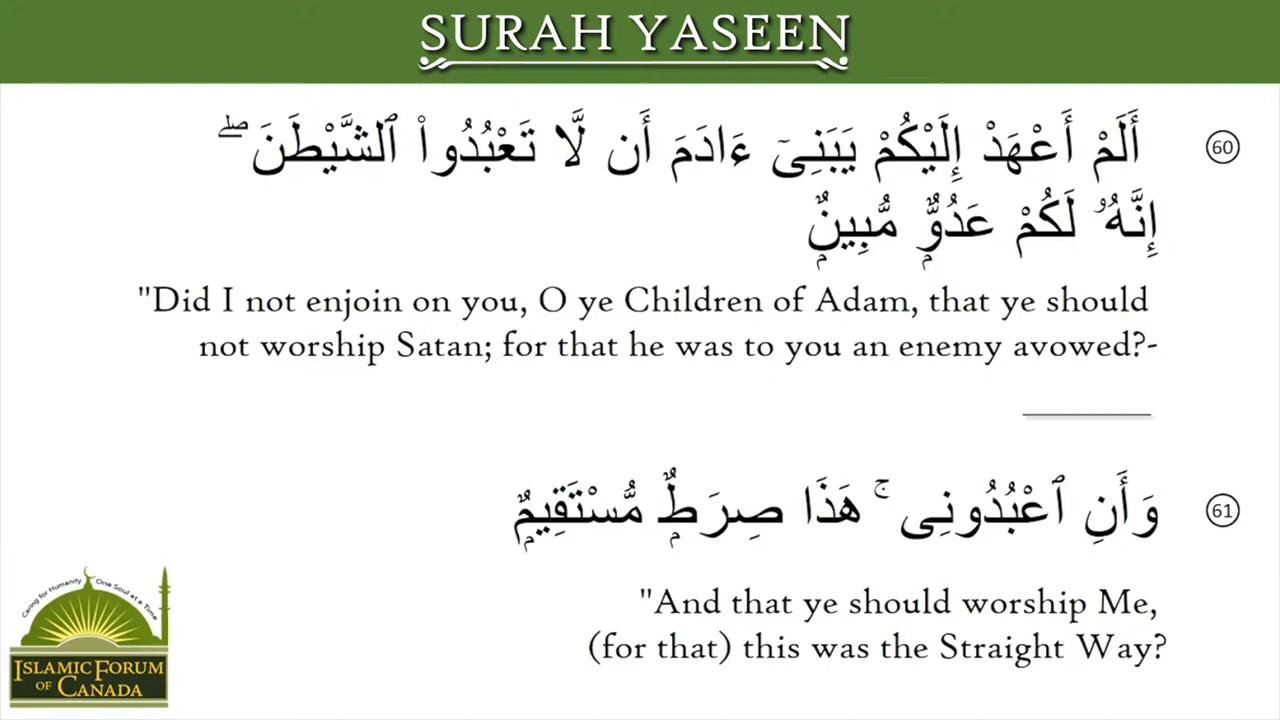 SURAH YASEEN
أَلَمْ أَعْهَدْ إِلَيْكُمْ يَبَنِىٓ ءَادَمَ أَن لَّا تَعْبُدُوا۟ ٱلشَّيْطَنَ ۖ
60
إِنَّهُۥ لَكُمْ عَدُوٌّۭ مُّبِينٌۭ
"Did I not enjoin on you, O ye Children of Adam, that ye should
not worship Satan; for that he was to you an enemy avowed?-
وَأَنِ ٱعْبُدُونِى ۚ هَذَا صِرَطٌۭ مُّسْتَقِيمٌۭ
61
"And that ye should worship Me,
(for that) this was the Straight Way?
Caring for Humanity One Soul at a Time
ISLAMIC FORUM
OF CANADA